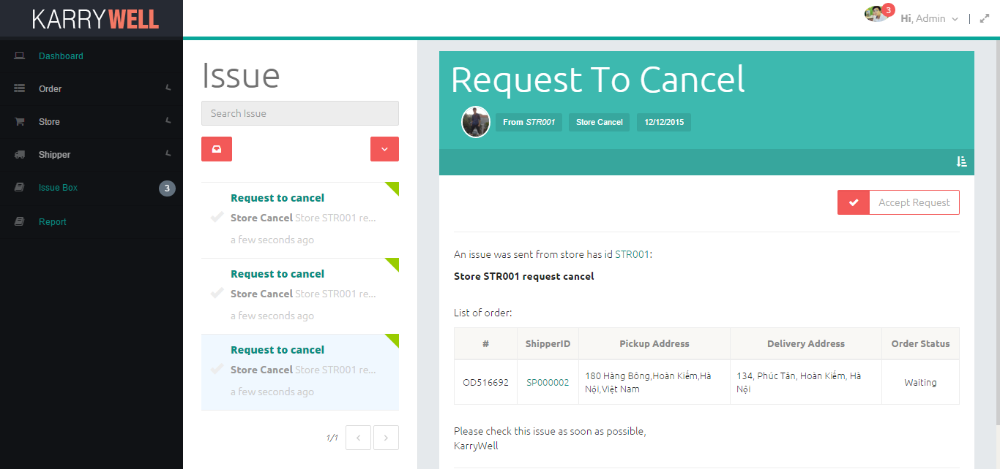 KARRYWELL
3
Hi, Admin
Dashboard
Order
Store
Shipper
Issue Box
3
Report
Issue
Search Issue
Request to cancel
Store Cancel Store STR001 re...
a few seconds ago
Request to cancel
Store Cancel Store STR001 re...
a few seconds ago
Request to cancel
Store Cancel Store STR001 re...
a few seconds ago
1/1
Request To Cancel
From STR001
Store Cancel
12/12/2015
Accept Request
An issue was sent from store has id STR001:
Store STR001 request cancel
List of order:
# ShipperID Pickup Address Delivery Address Order Status
OD516692 SP000002 180 Hàng Bông,Hoàn Kiếm,Hà Nội,Việt Nam 134, Phúc Tân, Hoàn Kiếm, Hà Nội Waiting
Please check this issue as soon as possible,
KarryWell